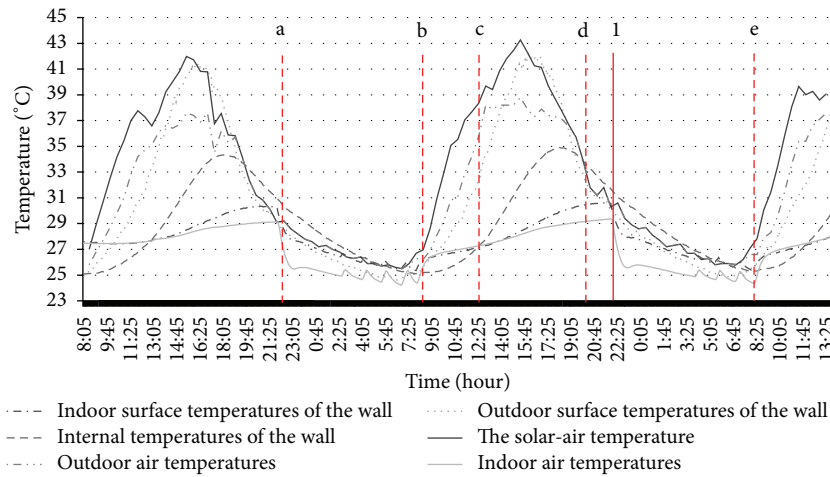 a b c d 1 e
45
43
41
39
37
35
33
31
29
27
25
23
Temperature (°C)
8:05 9:45 11:25 13:05 14:45 16:25 18:05 19:45 21:25 23:05 0:45 2:25 4:05 5:45 7:25 9:05 10:45 12:25 14:05 15:45 17:25 19:05 20:45 22:25 0:05 1:45 3:25 5:05 6:45 8:25 10:05 11:45 13:25
Time (hour)
Indoor surface temperatures of the wall
Internal temperatures of the wall
Outdoor air temperatures
Outdoor surface temperatures of the wall
The solar-air temperature
Indoor air temperatures